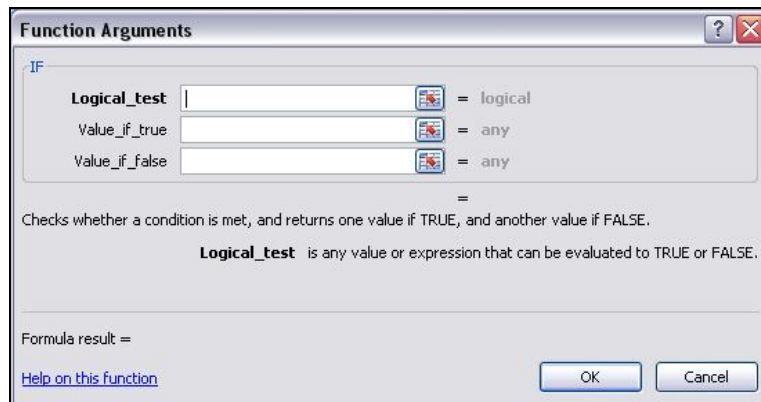 Function Arguments ?
IF
Logical_test = logical
Value_if_true = any
Value_if_false = any
=
Checks whether a condition is met, and returns one value if TRUE, and another value if FALSE.
Logical_test is any value or expression that can be evaluated to TRUE or FALSE.
Formula result =
Help on this function OK Cancel